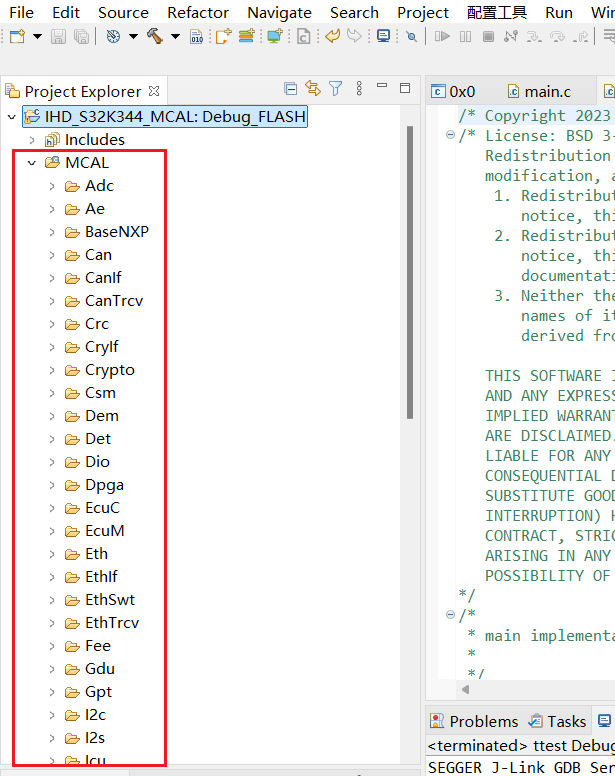 File Edit Source Refactor Navigate Search Project 配置工具 Run Win
Project Explorer
IHD_S32K344_MCAL: Debug_FLASH
Includes
MCAL
Adc
Ae
BaseNXP
Can
CanIf
CanTrcv
Crc
CryIf
Crypto
Csm
Dem
Det
Dio
Dpga
EcuC
EcuM
Eth
EthIf
EthSwt
EthTrcv
Fee
Gdu
Gpt
I2c
I2s
Icu
0x0 main.c
/* Copyright 2023
/* License: BSD 3-
Redistribution
modification, a
1. Redistribut
notice, thi
2. Redistribut
notice, thi
documentati
3. Neither the
names of it
derived fro
THIS SOFTWARE I
AND ANY EXPRESS
IMPLIED WARRANT
ARE DISCLAIMED.
LIABLE FOR ANY
CONSEQUENTIAL D
SUBSTITUTE GOOD
INTERRUPTION) H
CONTRACT, STRIC
ARISING IN ANY
POSSIBILITY OF
*/
/*
* main implementa
*
*/
Problems Tasks
<terminated> ttest Debug
SEGGER J-Link GDB Ser